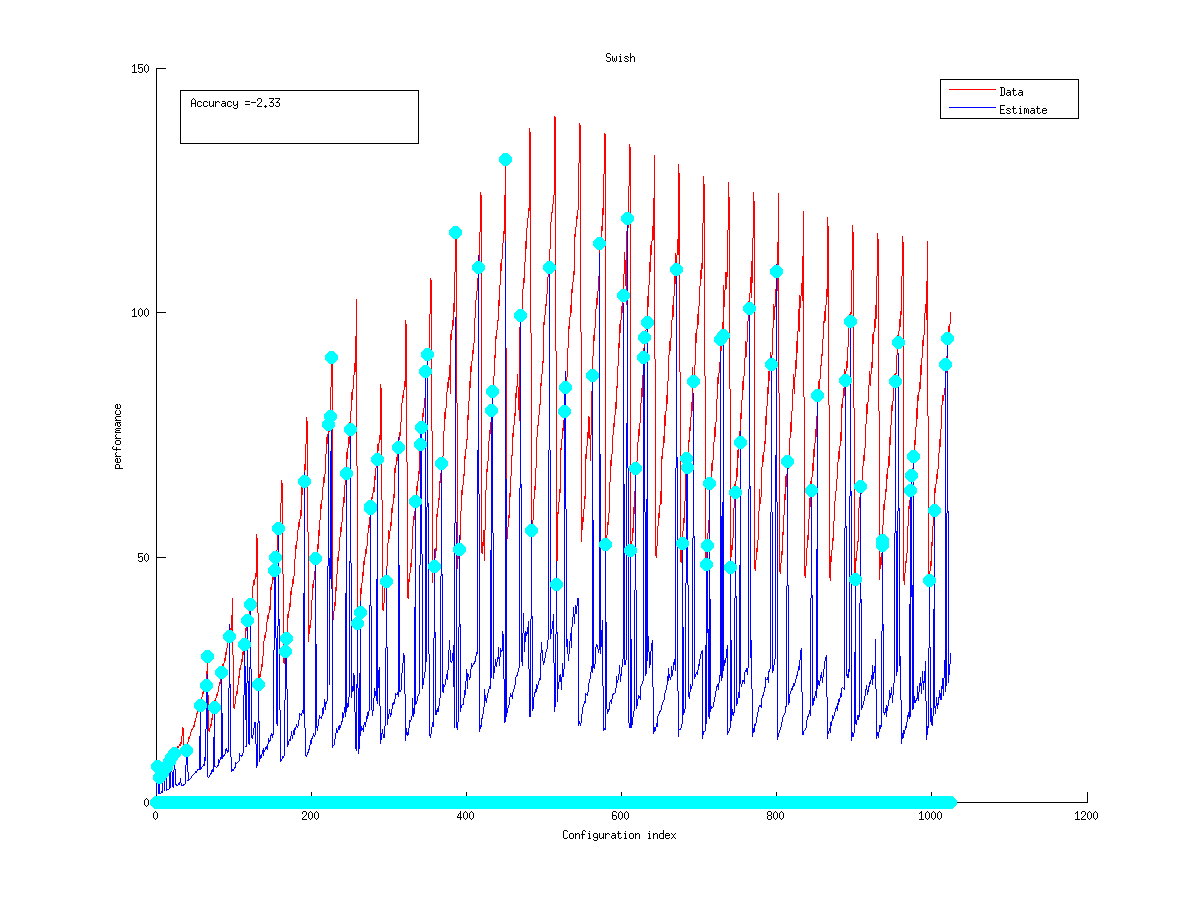 Swish
150
Accuracy =-2.33
Data
Estimate
100
performance
50
0
0 200 400 600 800 1000 1200
Configuration index